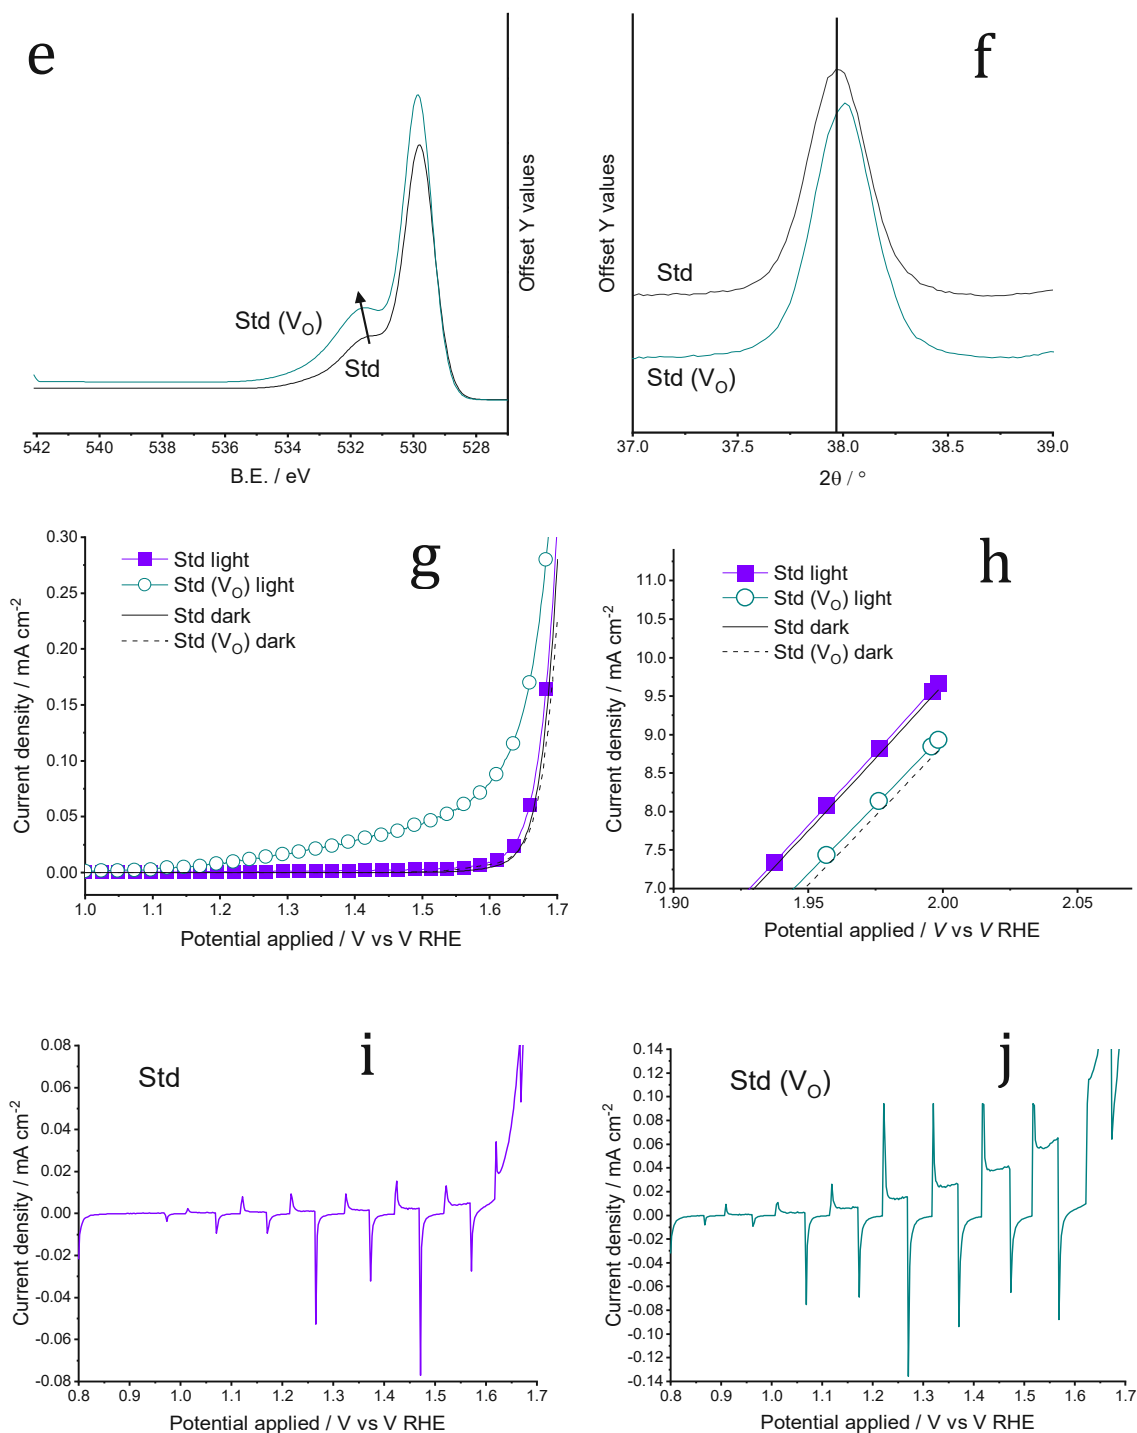 e
Std (VO)
Std
Offset Y values
542 540 538 536 534 532 530 528
B.E. / eV
f
Offset Y values
Std
Std (VO)
37.0 37.5 38.0 38.5 39.0
2θ / °
g
Std light
Std (VO) light
Std dark
Std (VO) dark
0.30
0.25
0.20
0.15
0.10
0.05
0.00
Current density / mA cm-2
1.0 1.1 1.2 1.3 1.4 1.5 1.6 1.7
Potential applied / V vs V RHE
h
Std light
Std (VO) light
Std dark
Std (VO) dark
11.0
10.5
10.0
9.5
9.0
8.5
8.0
7.5
7.0
Current density / mA cm-2
1.90 1.95 2.00 2.05
Potential applied / V vs V RHE
i
Std
0.08
0.06
0.04
0.02
0.00
-0.02
-0.04
-0.06
-0.08
Current density / mA cm-2
0.8 0.9 1.0 1.1 1.2 1.3 1.4 1.5 1.6 1.7
Potential applied / V vs V RHE
j
Std (VO)
0.14
0.12
0.10
0.08
0.06
0.04
0.02
0.00
-0.02
-0.04
-0.06
-0.08
-0.10
-0.12
-0.14
Current density / mA cm-2
0.8 0.9 1.0 1.1 1.2 1.3 1.4 1.5 1.6 1.7
Potential applied / V vs V RHE